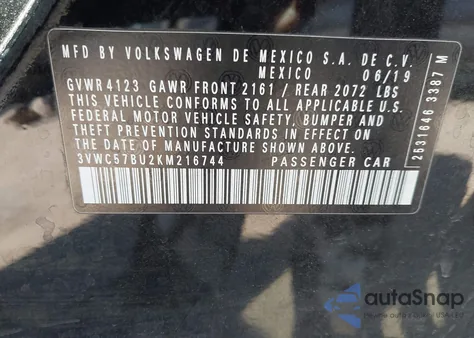 MFD BY VOLKSWAGEN DE MEXICO S.A. DE C.V.
MEXICO 06/19
GVWR 4123 GAWR FRONT 2161 / REAR 2072 LBS
THIS VEHICLE CONFORMS TO ALL APPLICABLE U.S.
FEDERAL MOTOR VEHICLE SAFETY, BUMPER AND
THEFT PREVENTION STANDARDS IN EFFECT ON
THE DATE OF MANUFACTURE SHOWN ABOVE
3VWC57BU2KM216744 PASSENGER CAR
2631646 3387 M
autoSnap